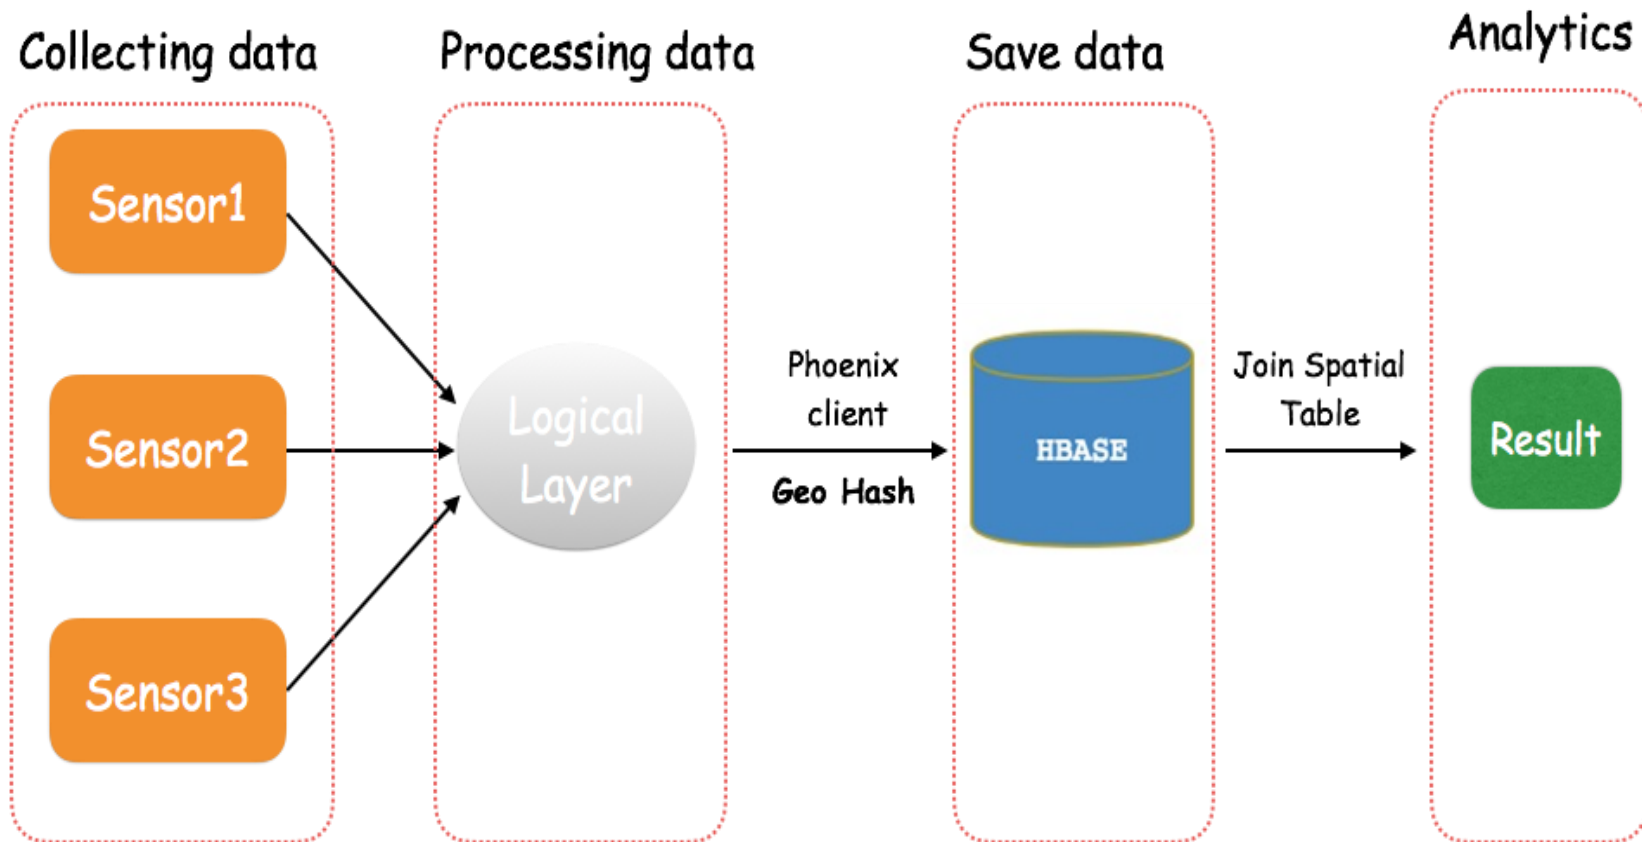 Collecting data
Processing data
Save data
Analytics
Sensor1
Sensor2
Sensor3
Logical
Layer
Phoenix
client
Geo Hash
HBASE
Join Spatial
Table
Result